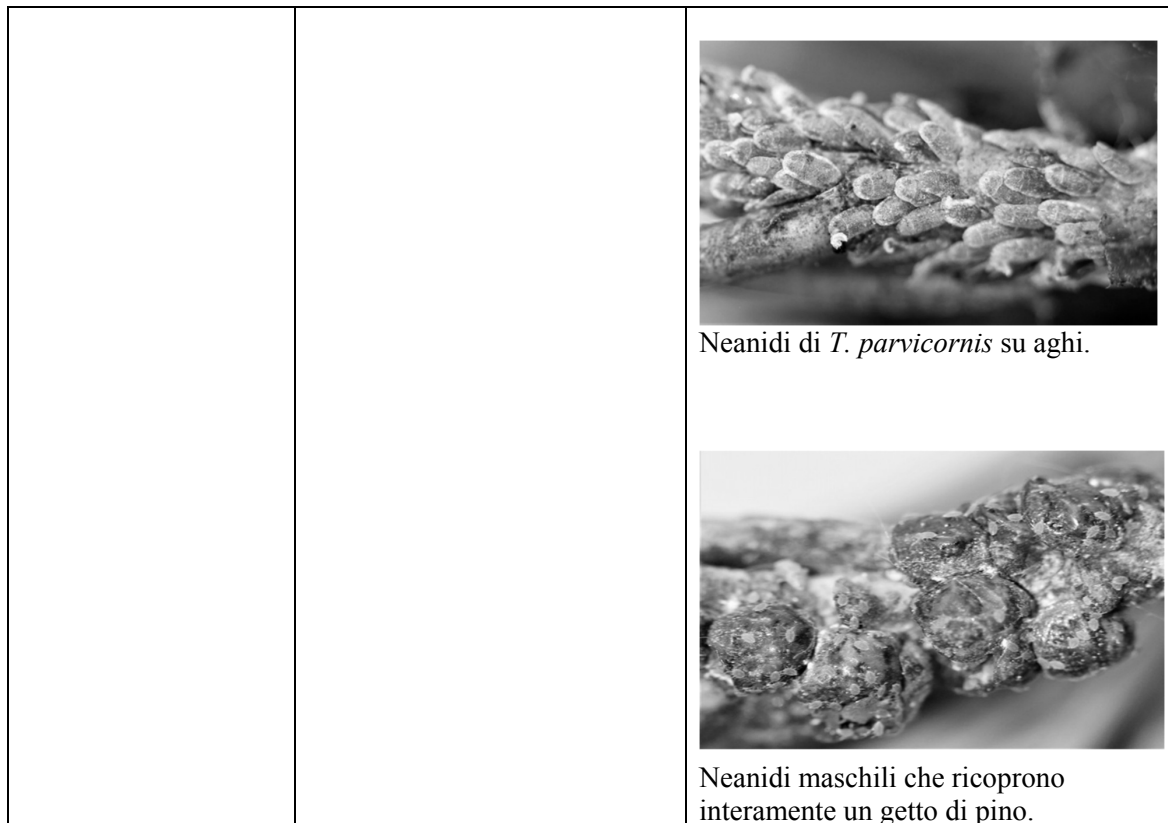 Neanidi di T. parvicornis su aghi.
Neanidi maschili che ricoprono
interamente un getto di pino.